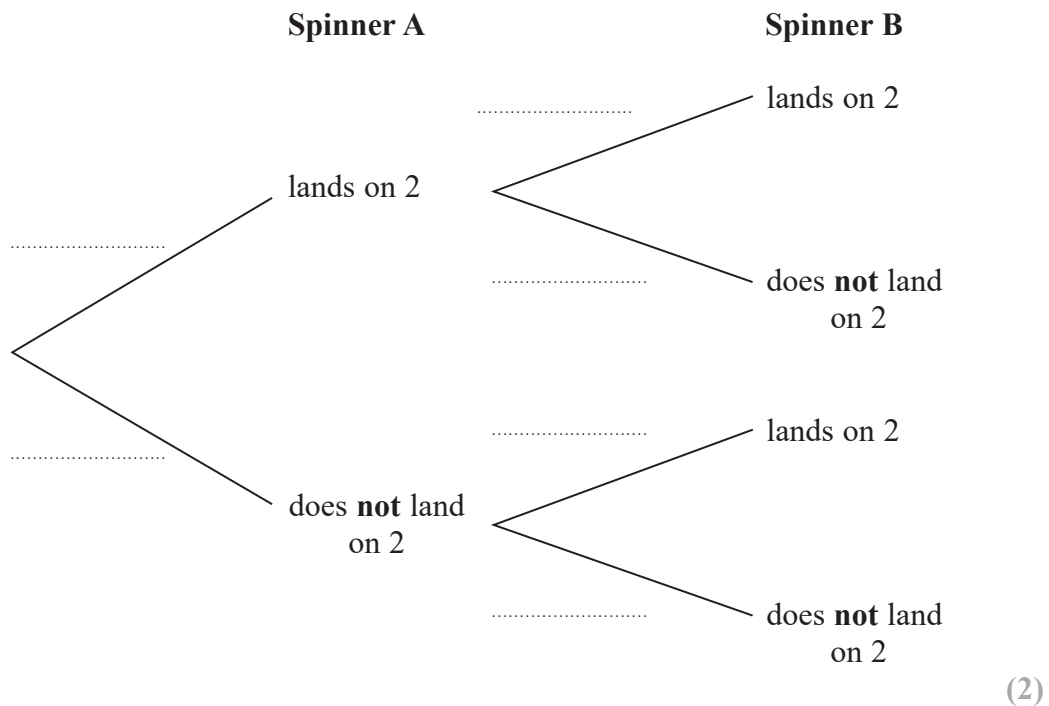 Spinner A
Spinner B
lands on 2
lands on 2
does not land
on 2
lands on 2
does not land
on 2
does not land
on 2
(2)